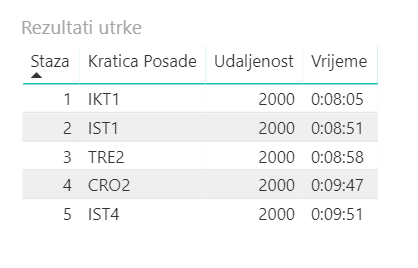 Rezultati utrke
Staza Kratica Posade Udaljenost Vrijeme
1 IKT1 2000 0:08:05
2 IST1 2000 0:08:51
3 TRE2 2000 0:08:58
4 CRO2 2000 0:09:47
5 IST4 2000 0:09:51